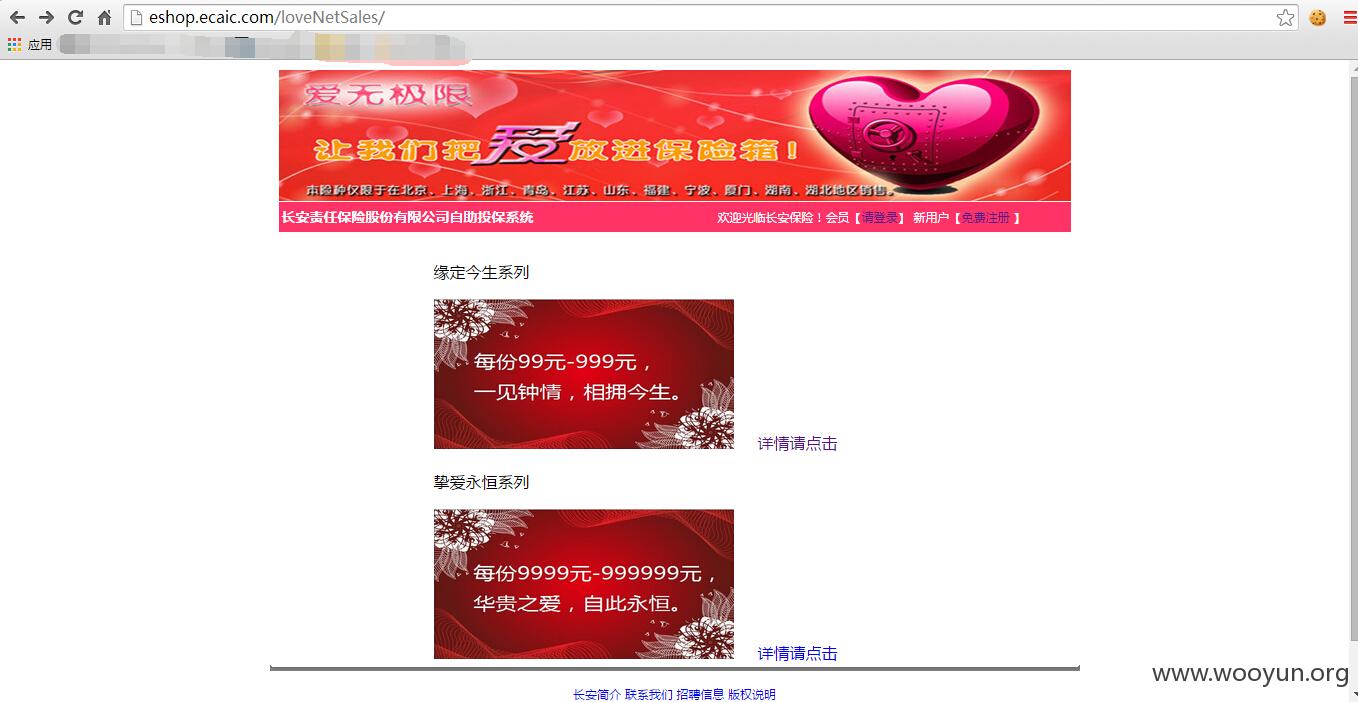 eshop.ecaic.com/loveNetSales/
应用
爱无极限
让我们把爱放进保险箱！
本险种仅限于在北京、上海、浙江、青岛、江苏、山东、福建、宁波、厦门、湖南、湖北地区销售。
长安责任保险股份有限公司自助投保系统 欢迎光临长安保险！会员【请登录】 新用户【免费注册 】
缘定今生系列
每份99元-999元，
一见钟情，相拥今生。
详情请点击
挚爱永恒系列
每份9999元-999999元，
华贵之爱，自此永恒。
详情请点击
www.wooyun.org
长安简介 联系我们 招聘信息 版权说明